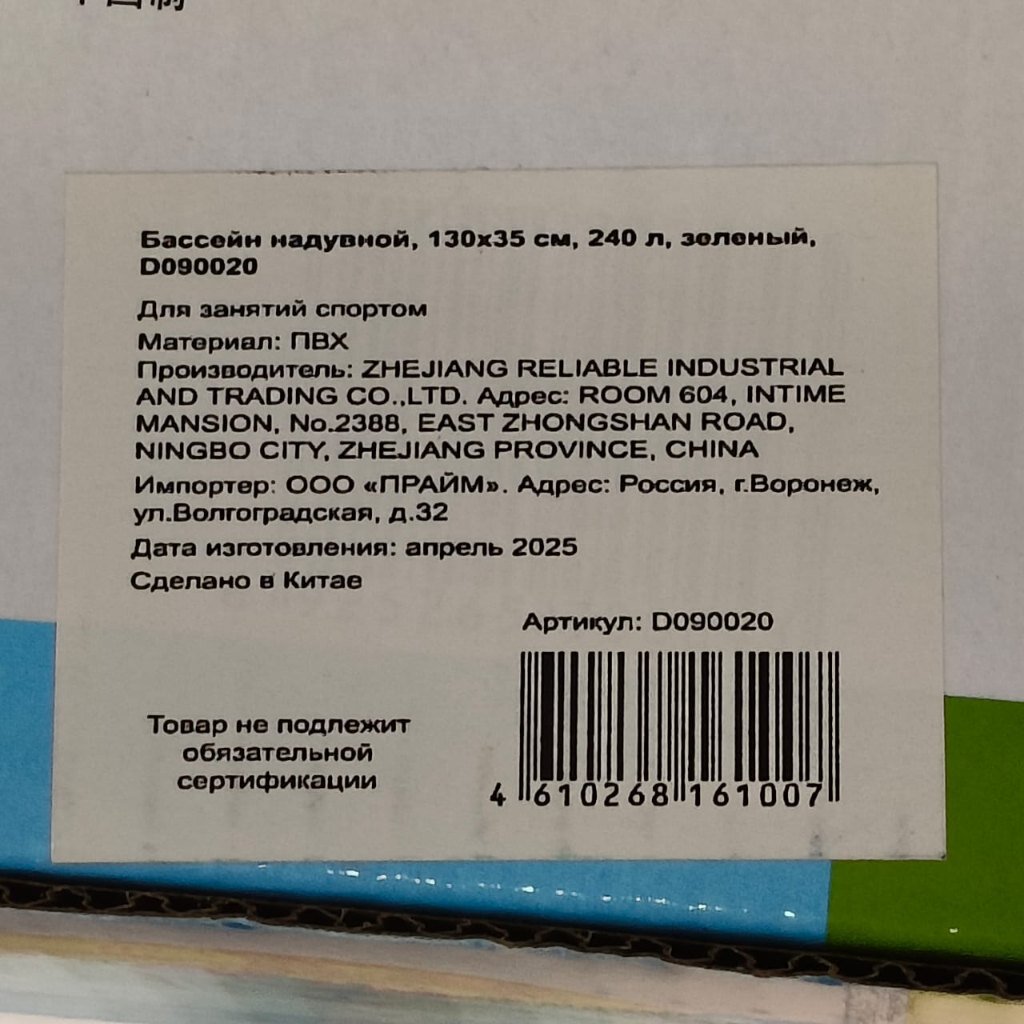 Бассейн надувной, 130х35 см, 240 л, зеленый,
D090020
Для занятий спортом
Материал: ПВХ
Производитель: ZHEJIANG RELIABLE INDUSTRIAL
AND TRADING CO.,LTD. Адрес: ROOM 604, INTIME
MANSION, No.2388, EAST ZHONGSHAN ROAD,
NINGBO CITY, ZHEJIANG PROVINCE, CHINA
Импортер: ООО «ПРАЙМ». Адрес: Россия, г.Воронеж,
ул.Волгоградская, д.32
Дата изготовления: апрель 2025
Сделано в Китае
Артикул: D090020
Товар не подлежит
обязательной
сертификации
4 610268 161007